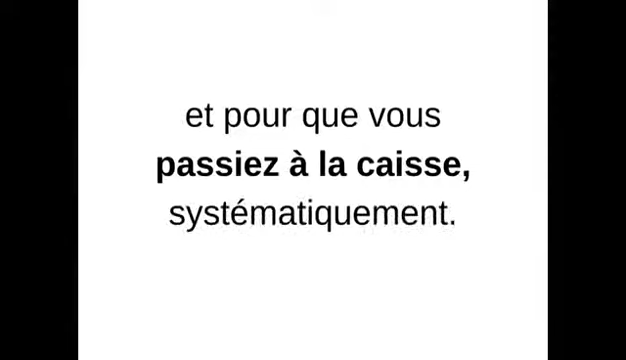 et pour que vous
passiez à la caisse,
systématiquement.